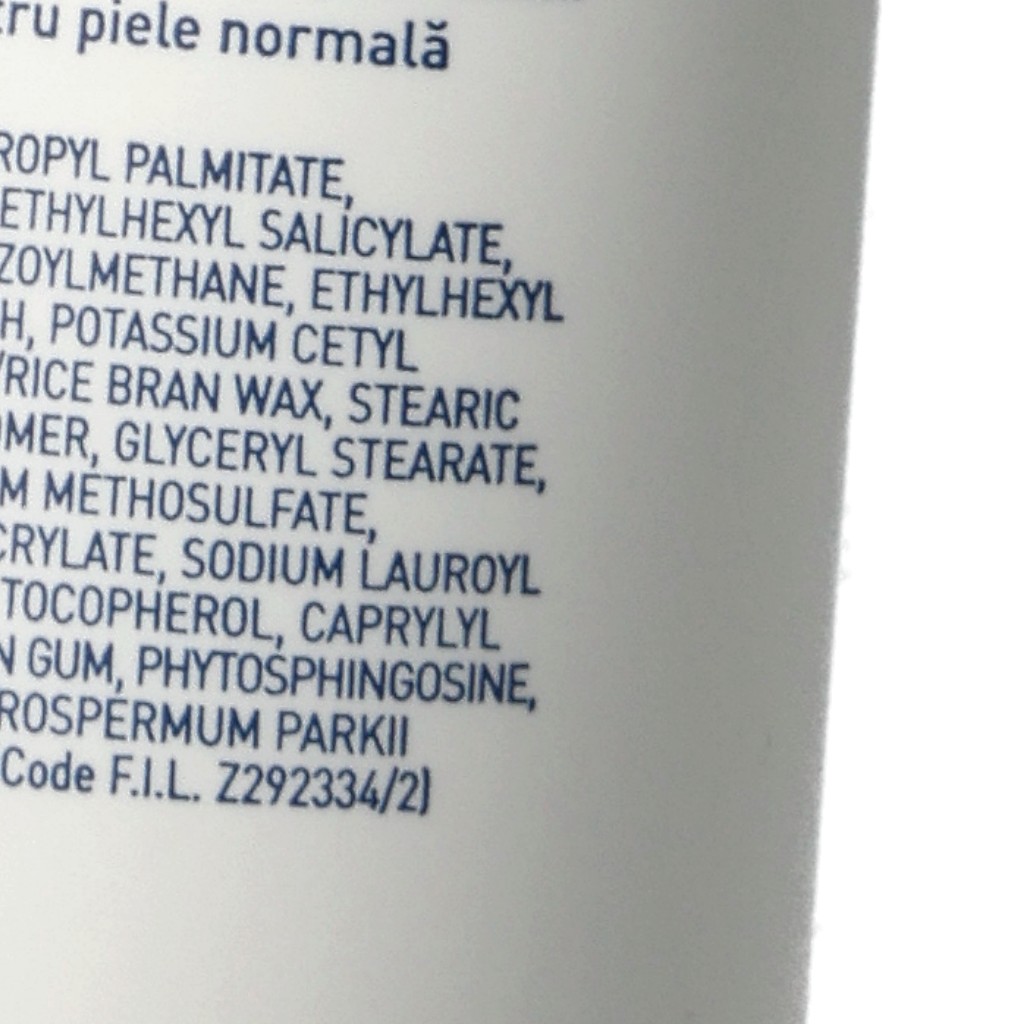 tru piele normală
ROPYL PALMITATE,
ETHYLHEXYL SALICYLATE,
ZOYLMETHANE, ETHYLHEXYL
H, POTASSIUM CETYL
/RICE BRAN WAX, STEARIC
OMER, GLYCERYL STEARATE,
M METHOSULFATE,
CRYLATE, SODIUM LAUROYL
TOCOPHEROL, CAPRYLYL
N GUM, PHYTOSPHINGOSINE,
ROSPERMUM PARKII
Code F.I.L. Z292334/2)